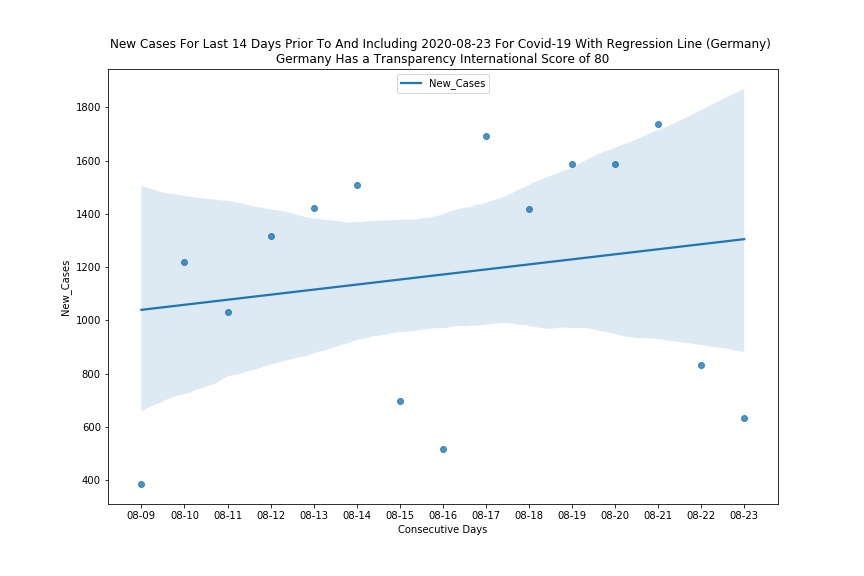 New Cases For Last 14 Days Prior To And Including 2020-08-23 For Covid-19 With Regression Line (Germany)
Germany Has a Transparency International Score of 80
New_Cases
1800
1600
1400
1200
1000
800
600
400
New_Cases
08-09 08-10 08-11 08-12 08-13 08-14 08-15 08-16 08-17 08-18 08-19 08-20 08-21 08-22 08-23
Consecutive Days